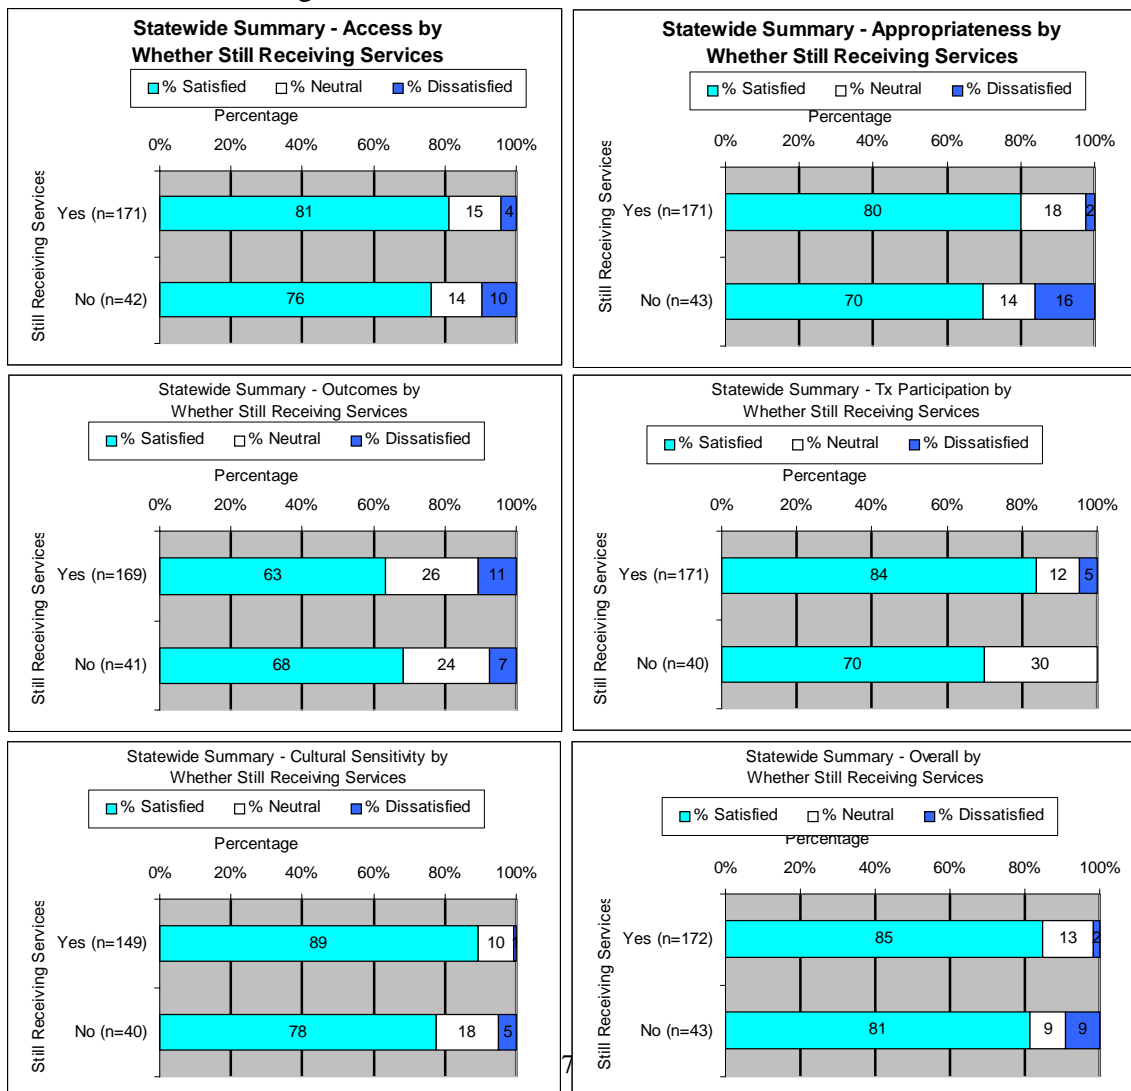 Statewide Summary - Access by
Whether Still Receiving Services
% Satisfied % Neutral % Dissatisfied
Percentage
0% 20% 40% 60% 80% 100%
Still Receiving Services
Yes (n=171) 81 15 4
No (n=42) 76 14 10
Statewide Summary - Appropriateness by
Whether Still Receiving Services
% Satisfied % Neutral % Dissatisfied
Percentage
0% 20% 40% 60% 80% 100%
Still Receiving Services
Yes (n=171) 80 18 2
No (n=43) 70 14 16
Statewide Summary - Outcomes by
Whether Still Receiving Services
% Satisfied % Neutral % Dissatisfied
Percentage
0% 20% 40% 60% 80% 100%
Still Receiving Services
Yes (n=169) 63 26 11
No (n=41) 68 24 7
Statewide Summary - Tx Participation by
Whether Still Receiving Services
% Satisfied % Neutral % Dissatisfied
Percentage
0% 20% 40% 60% 80% 100%
Still Receiving Services
Yes (n=171) 84 12 5
No (n=40) 70 30
Statewide Summary - Cultural Sensitivity by
Whether Still Receiving Services
% Satisfied % Neutral % Dissatisfied
Percentage
0% 20% 40% 60% 80% 100%
Still Receiving Services
Yes (n=149) 89 10 1
No (n=40) 78 18 5
Statewide Summary - Overall by
Whether Still Receiving Services
% Satisfied % Neutral % Dissatisfied
Percentage
0% 20% 40% 60% 80% 100%
Still Receiving Services
Yes (n=172) 85 13 2
No (n=43) 81 9 9
7